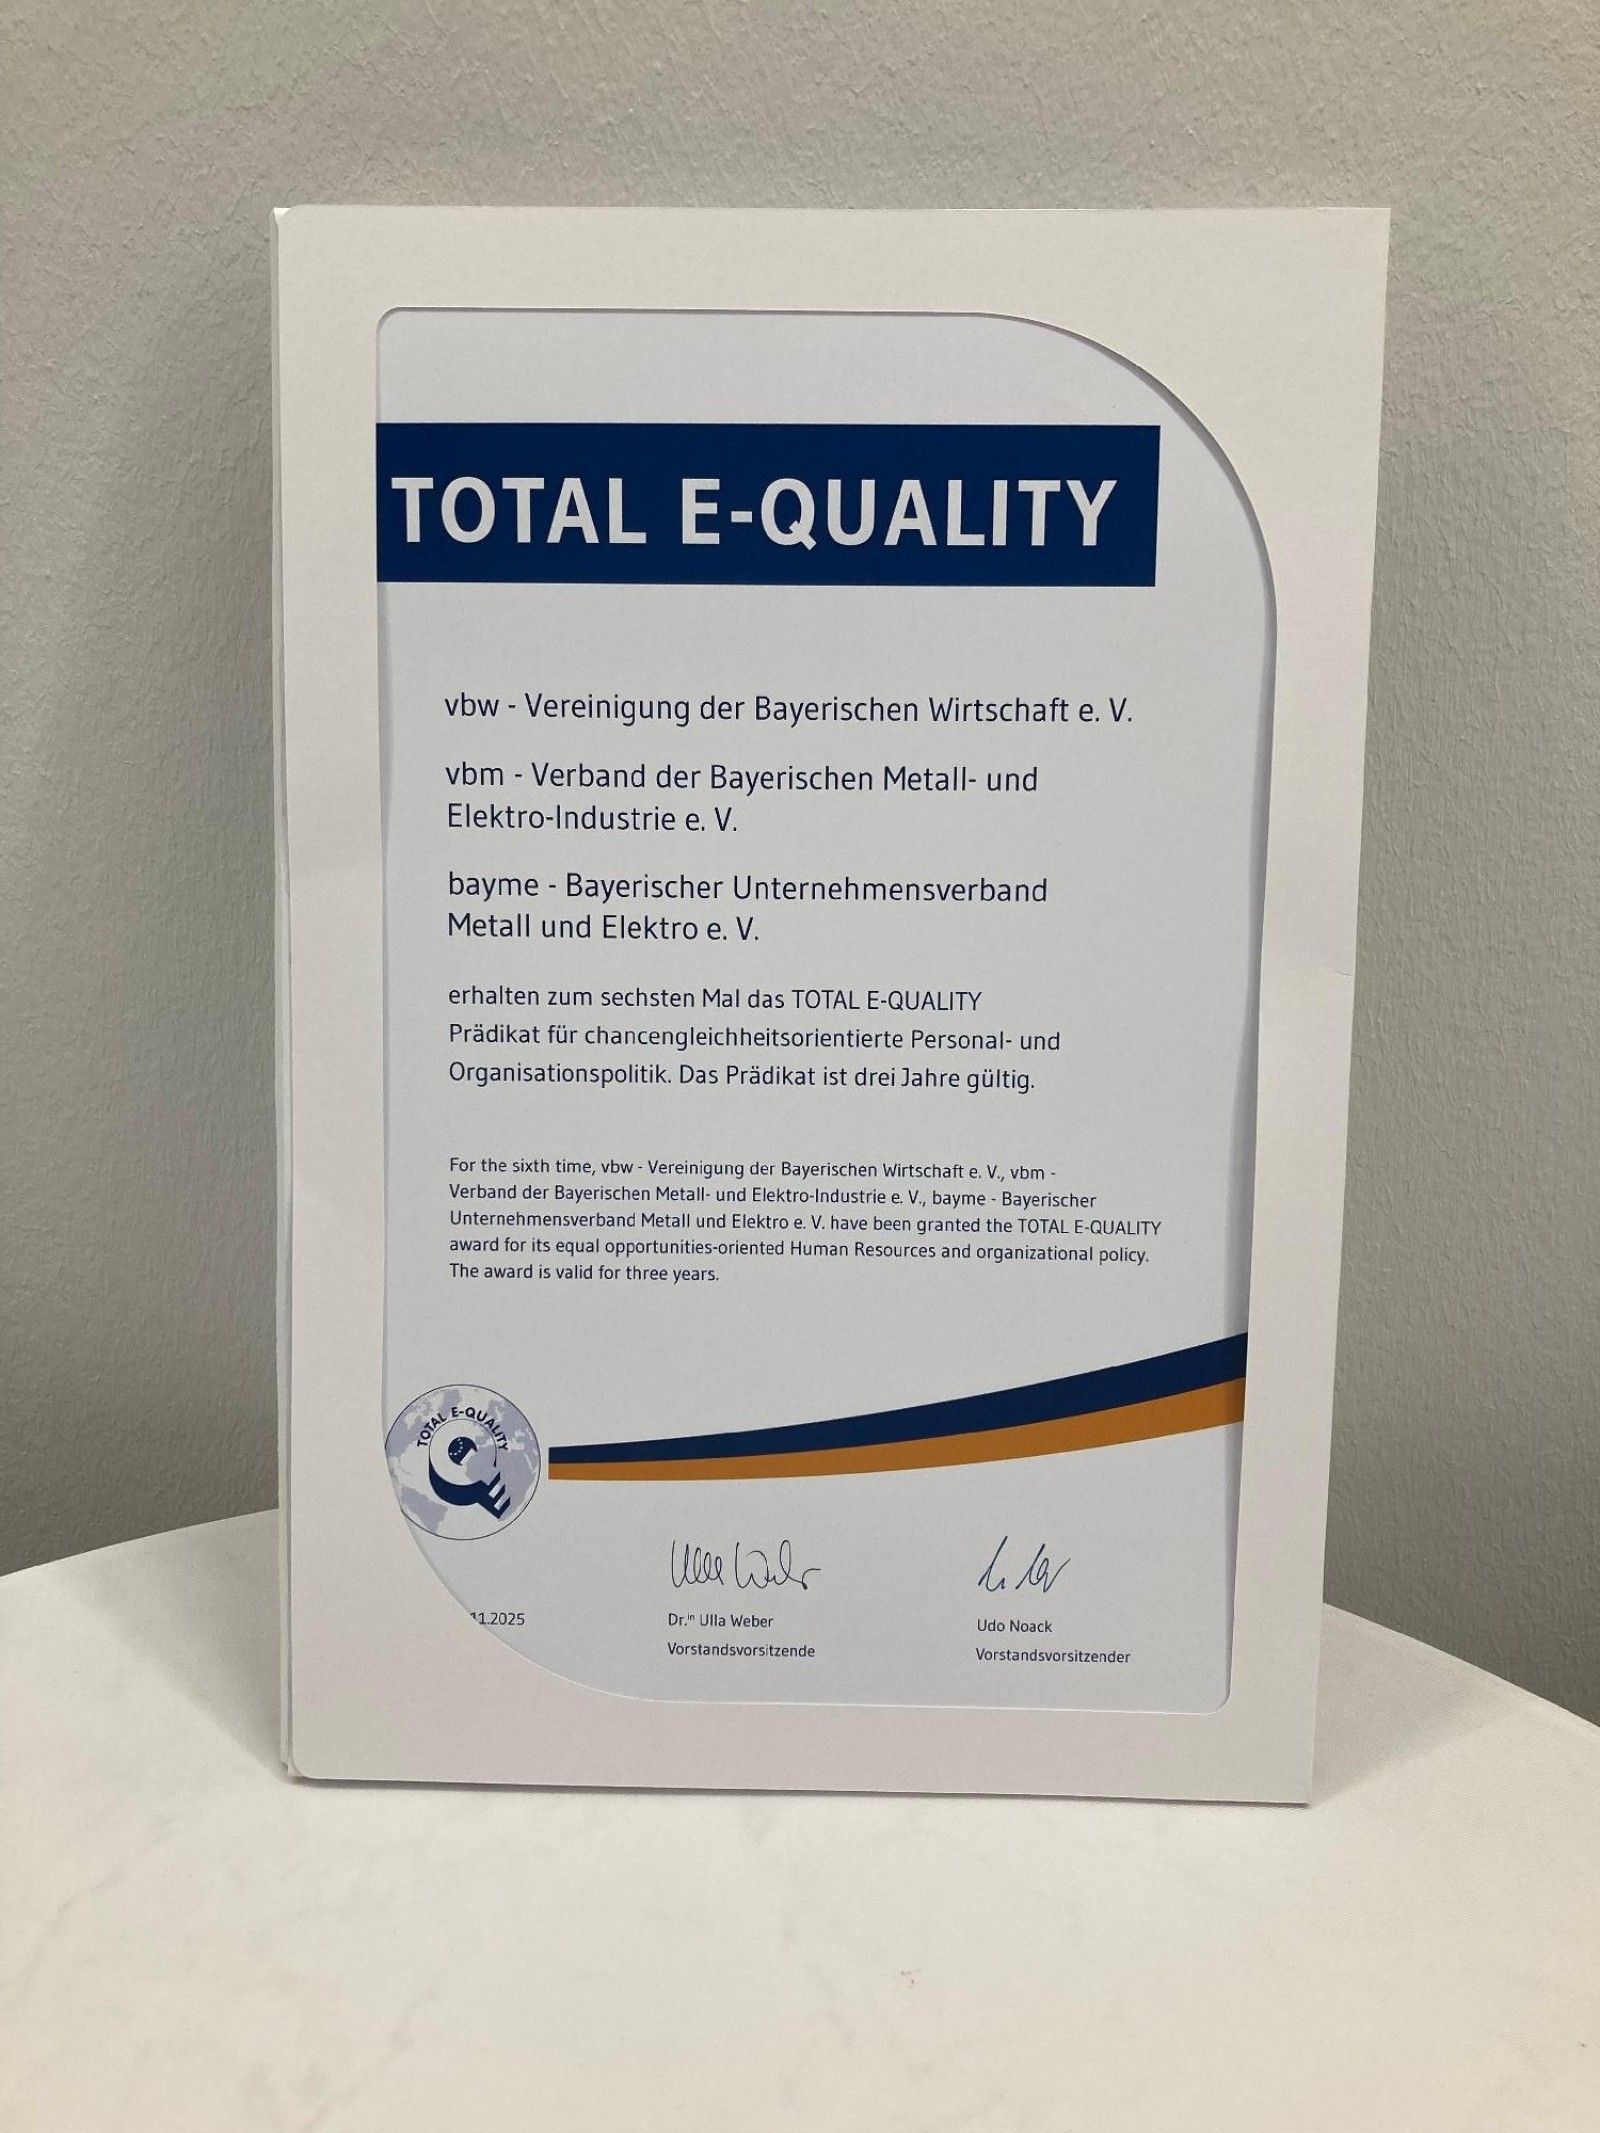 TOTAL E-QUALITY
vbw - Vereinigung der Bayerischen Wirtschaft e. V.
vbm - Verband der Bayerischen Metall- und
Elektro-Industrie e. V.
bayme - Bayerischer Unternehmensverband
Metall und Elektro e. V.
erhalten zum sechsten Mal das TOTAL E-QUALITY
Prädikat für chancengleichheitsorientierte Personal- und
Organisationspolitik. Das Prädikat ist drei Jahre gültig.
For the sixth time, vbw - Vereinigung der Bayerischen Wirtschaft e. V., vbm -
Verband der Bayerischen Metall- und Elektro-Industrie e. V., bayme - Bayerischer
Unternehmensverband Metall und Elektro e. V. have been granted the TOTAL E-QUALITY
award for its equal opportunities-oriented Human Resources and organizational policy.
The award is valid for three years.
TOTAL E-QUALITY
Ulla Weber
11.2025
Dr.in Ulla Weber
Vorstandsvorsitzende
Udo Noack
Vorstandsvorsitzender